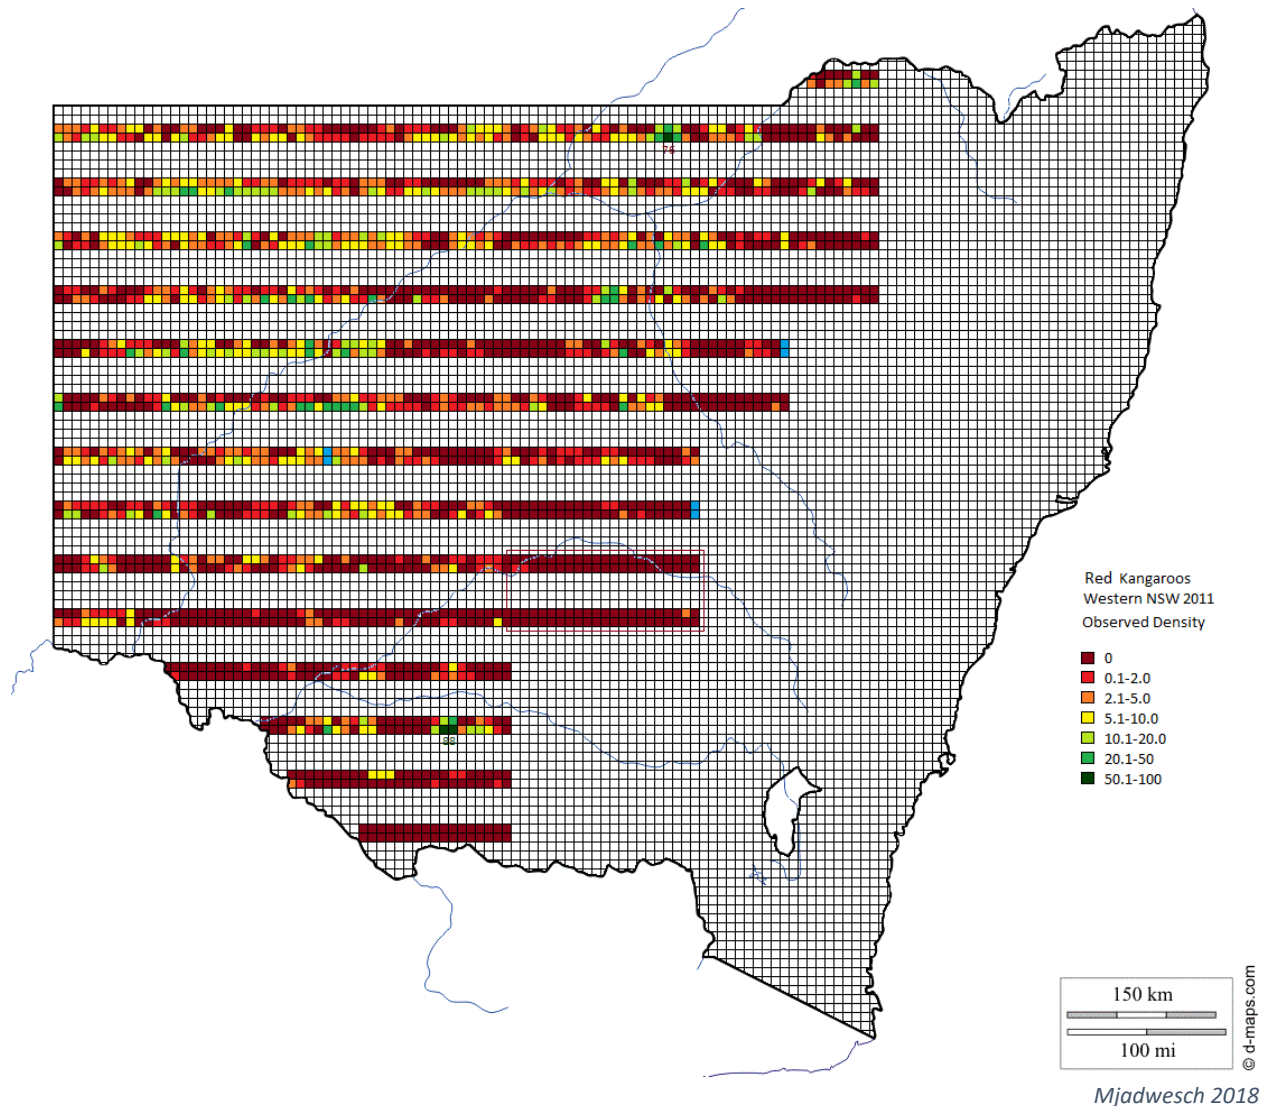 76
88
Red Kangaroos
Western NSW 2011
Observed Density
0
0.1-2.0
2.1-5.0
5.1-10.0
10.1-20.0
20.1-50
50.1-100
150 km
100 mi
© d-maps.com
Mjadwesch 2018